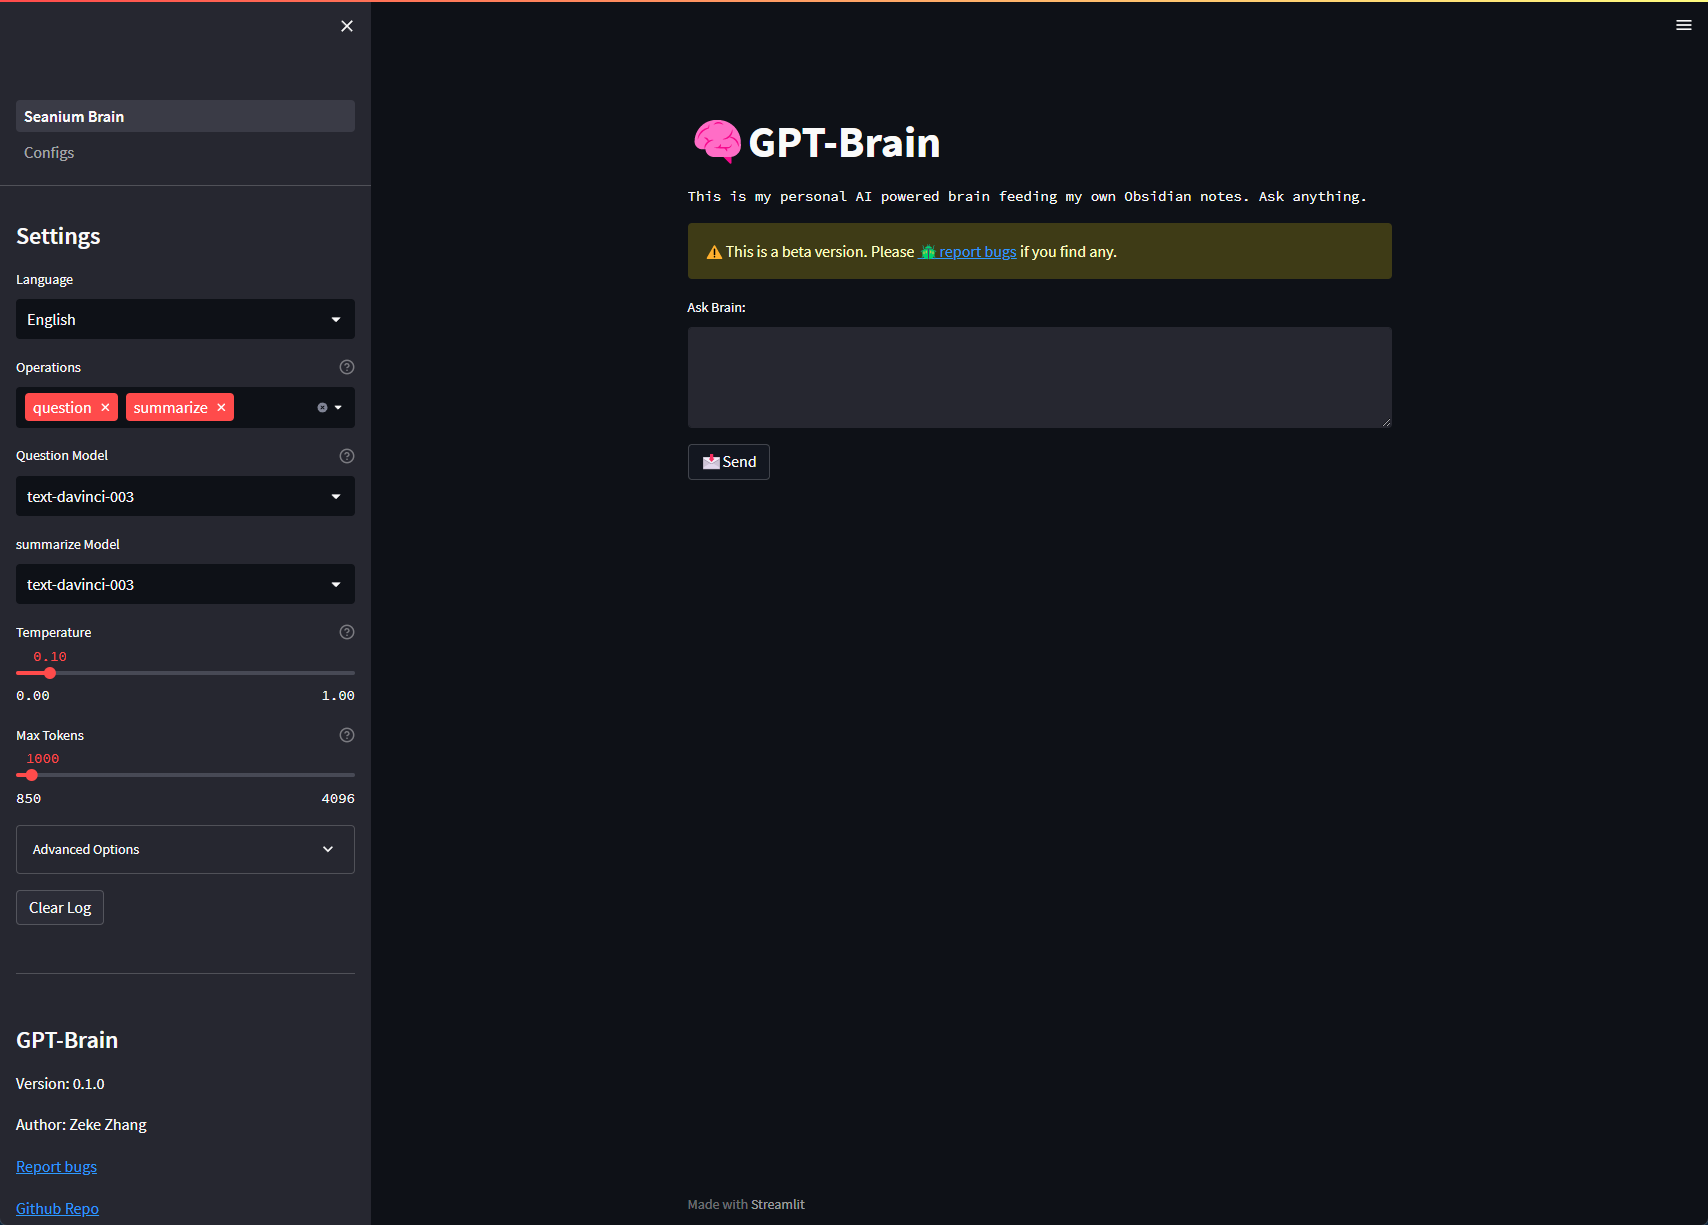 Seanium Brain
Configs
Settings
Language
English
Operations
question
summarize
Question Model
text-davinci-003
summarize Model
text-davinci-003
Temperature
0.10
0.00 1.00
Max Tokens
1000
850 4096
Advanced Options
Clear Log
GPT-Brain
Version: 0.1.0
Author: Zeke Zhang
Report bugs
Github Repo
GPT-Brain
This is my personal AI powered brain feeding my own Obsidian notes. Ask anything.
This is a beta version. Please report bugs if you find any.
Ask Brain:
Send
Made with Streamlit